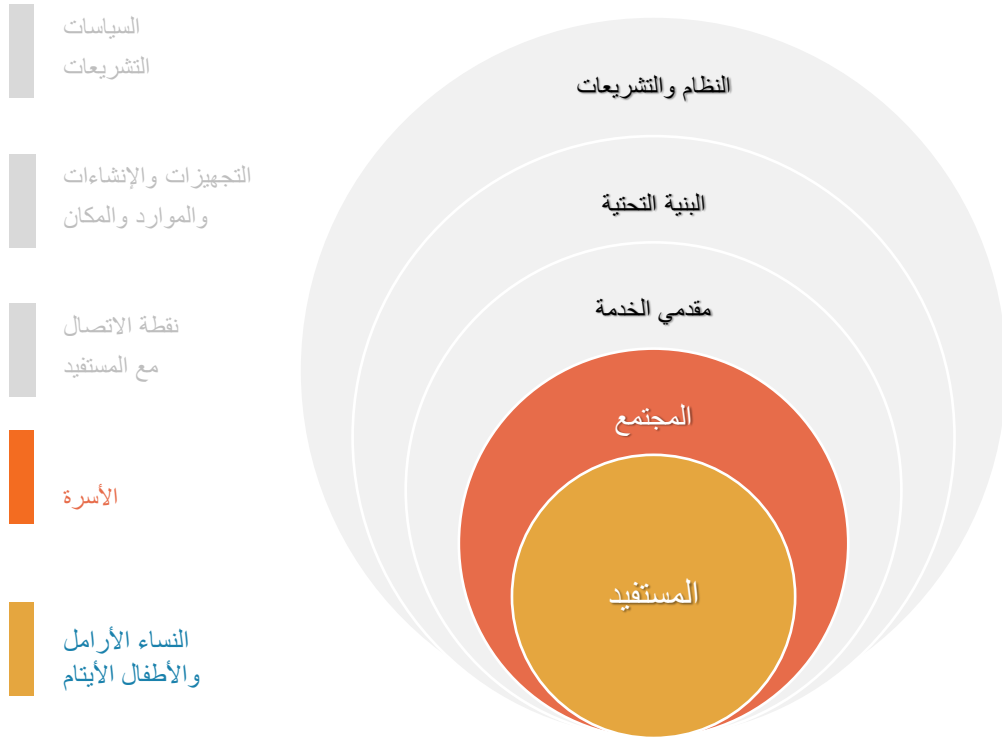 السياسات
التشريعات
النظام والتشريعات
التجهيزات والإنشاءات
والموارد والمكان
البنية التحتية
نقطة الاتصال
مع المستفيد
مقدمي الخدمة
المجتمع
الأسرة
المستفيد
النساء الأرامل
والأطفال الأيتام